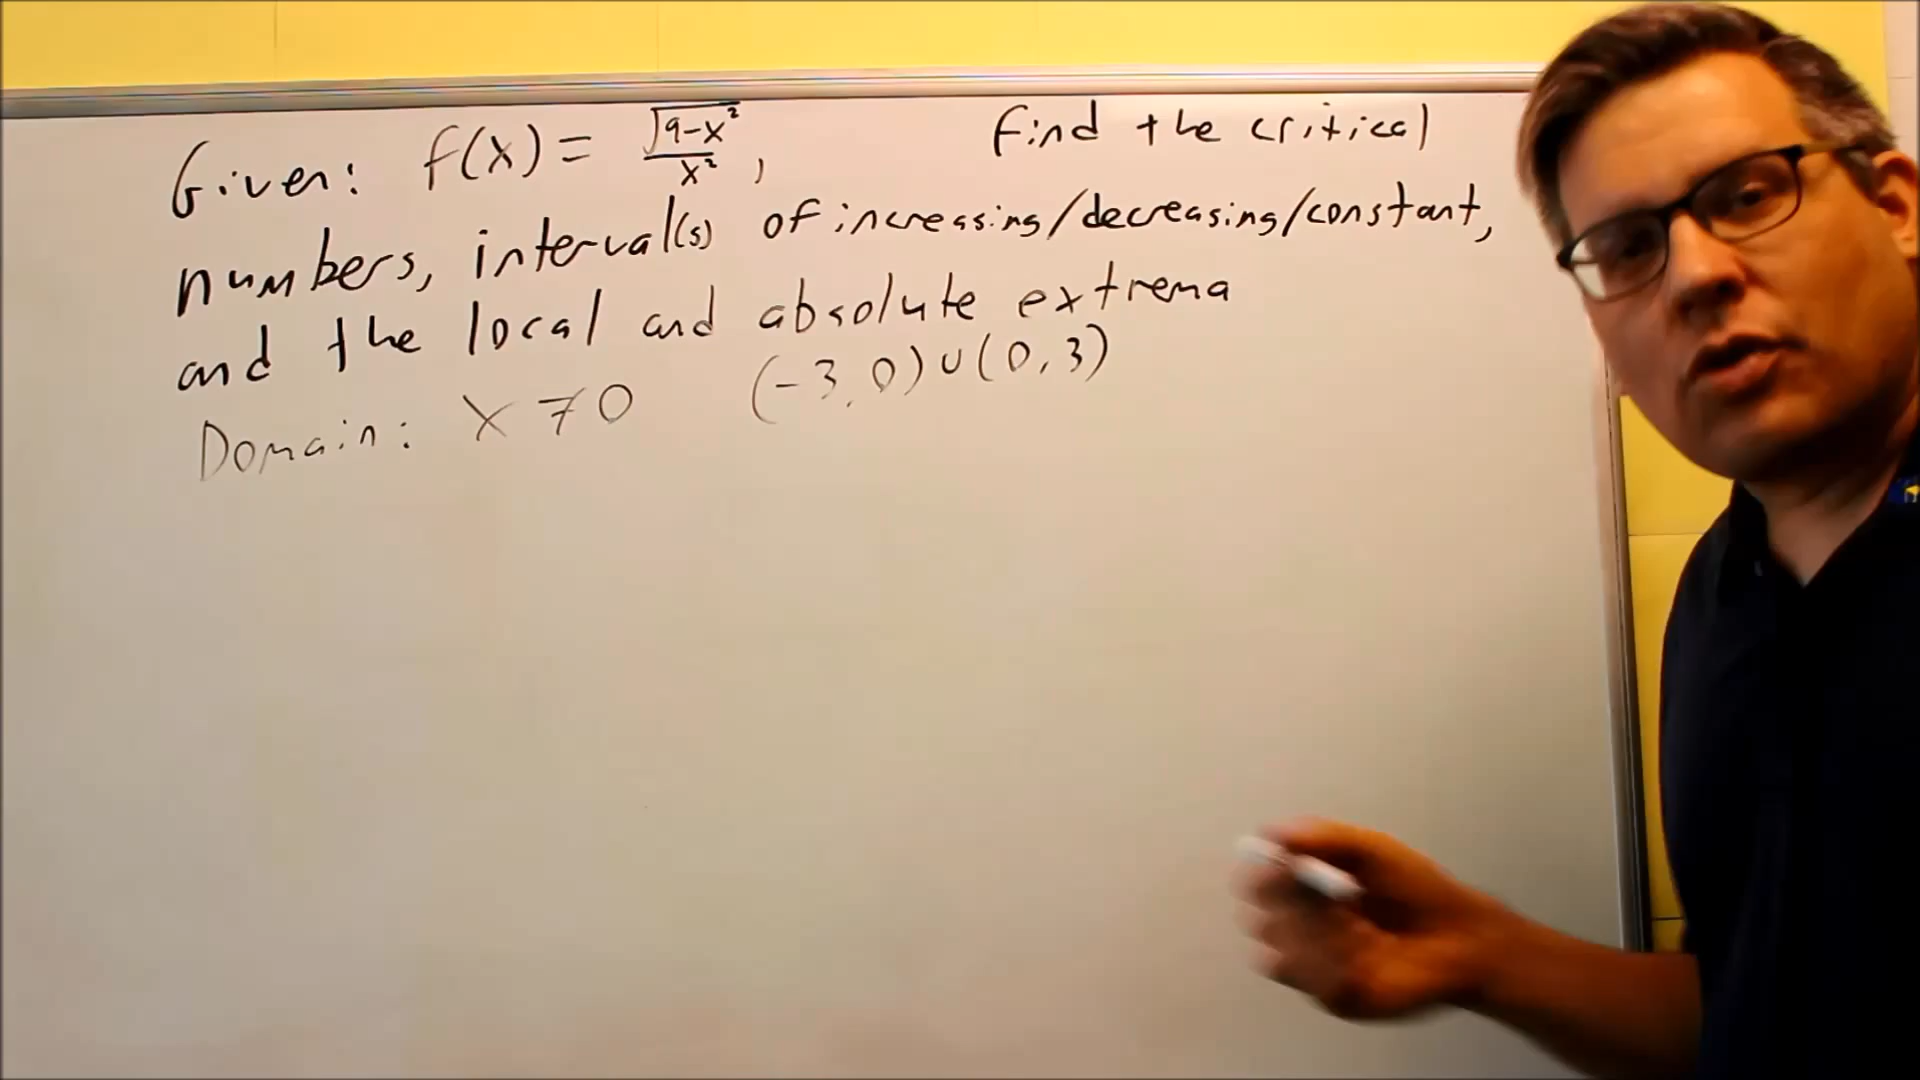 Given: f(x) = √(9-x²)/x², Find the critical
numbers, interval(s) of increasing/decreasing/constant,
and the local and absolute extrema
Domain: x ≠ 0 (-3, 0) ∪ (0, 3)